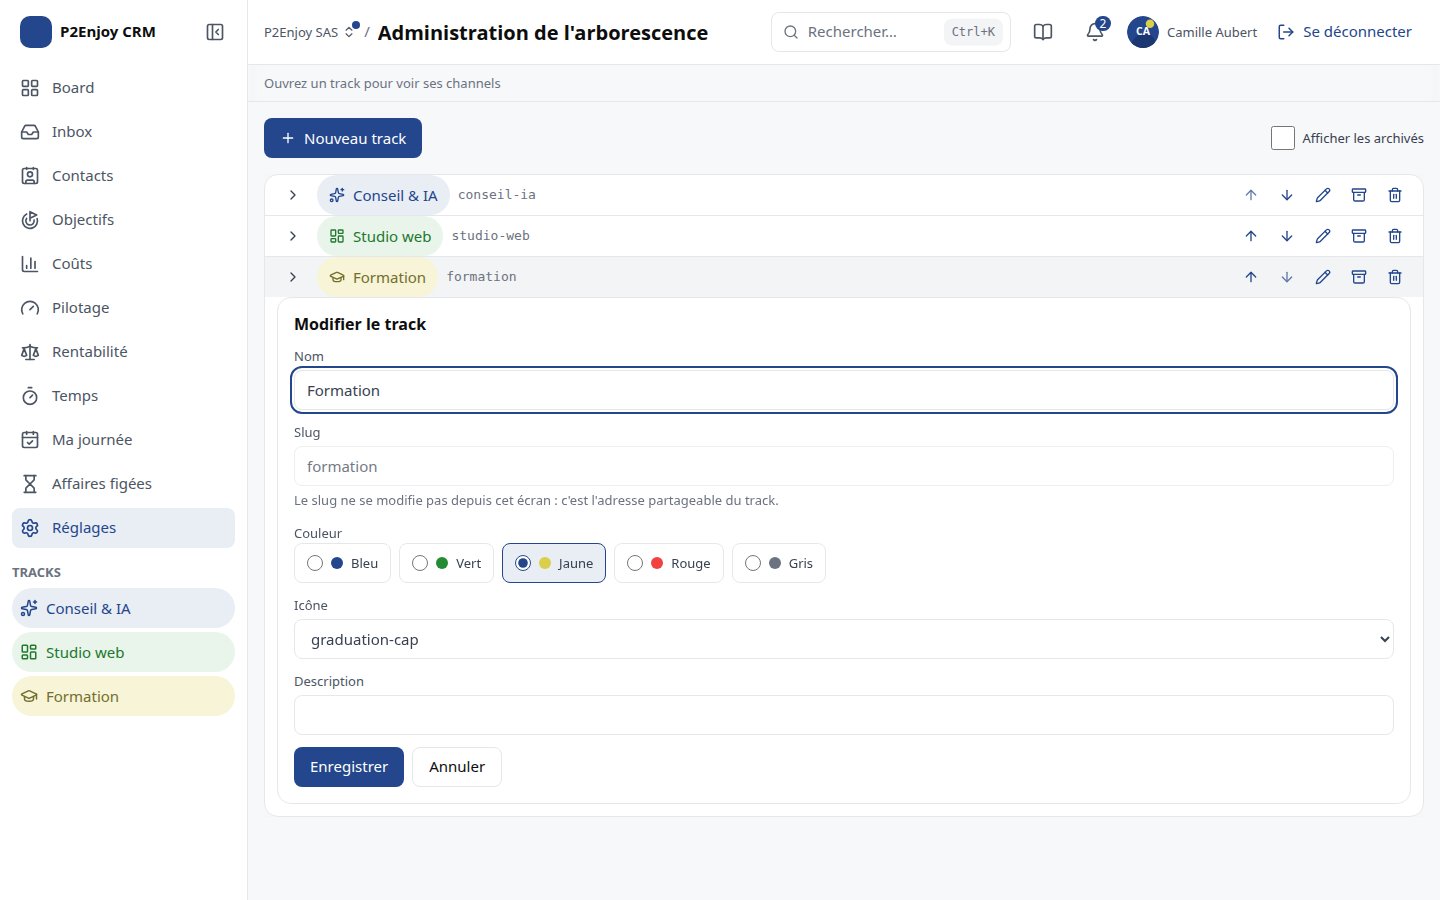 P2Enjoy CRM
Board
Inbox
Contacts
Objectifs
Coûts
Pilotage
Rentabilité
Temps
Ma journée
Affaires figées
Réglages
TRACKS
Conseil & IA
Studio web
Formation
P2Enjoy SAS / Administration de l'arborescence
Rechercher... Ctrl+K
2
CA Camille Aubert
Se déconnecter
Ouvrez un track pour voir ses channels
Nouveau track
Afficher les archivés
Conseil & IA conseil-ia
Studio web studio-web
Formation formation
Modifier le track
Nom
Formation
Slug
formation
Le slug ne se modifie pas depuis cet écran : c'est l'adresse partageable du track.
Couleur
Bleu Vert Jaune Rouge Gris
Icône
graduation-cap
Description
Enregistrer Annuler